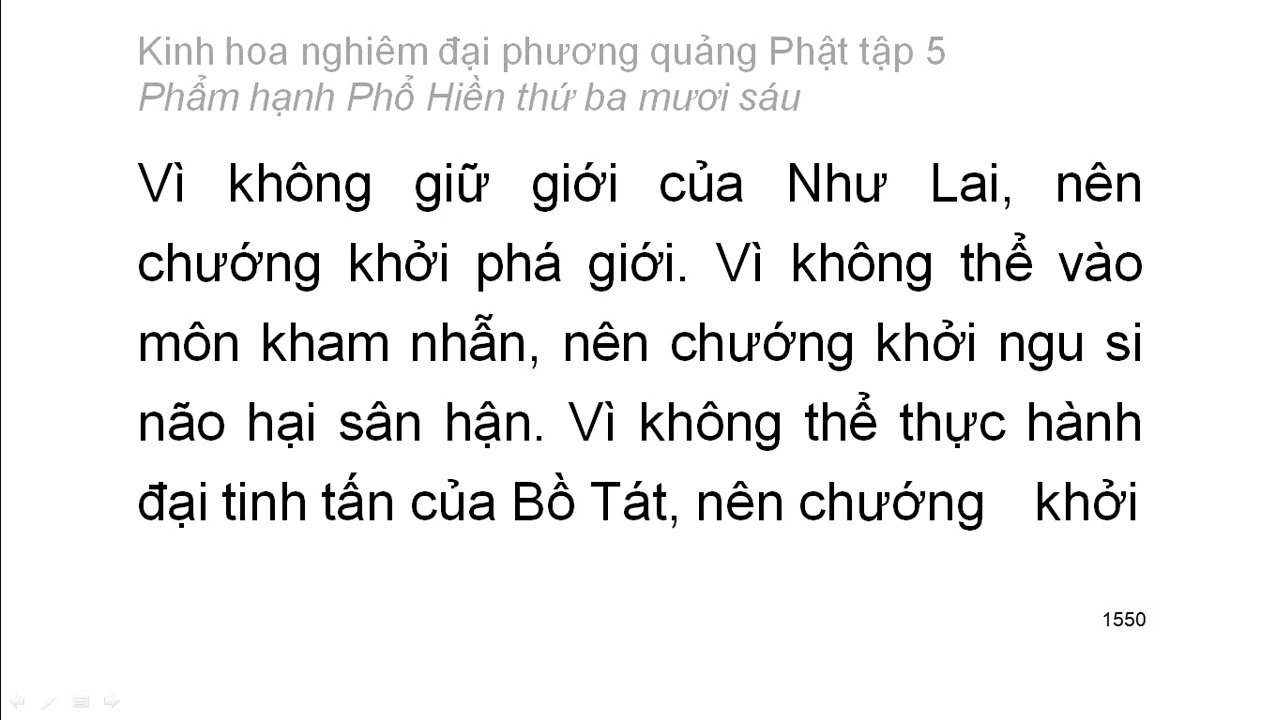 Kinh hoa nghiêm đại phương quảng Phật tập 5
Phẩm hạnh Phổ Hiền thứ ba mươi sáu
Vì không giữ giới của Như Lai, nên
chướng khởi phá giới. Vì không thể vào
môn kham nhẫn, nên chướng khởi ngu si
não hại sân hận. Vì không thể thực hành
đại tinh tấn của Bồ Tát, nên chướng khởi
1550